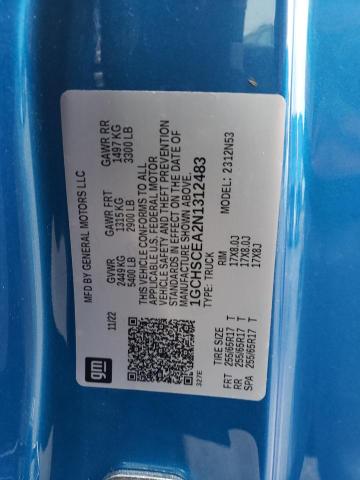 MFD BY GENERAL MOTORS LLC
11/22
GVWR
2449 KG
5400 LB
GAWR FRT
1315 KG
2900 LB
GAWR RR
1497 KG
3300 LB
THIS VEHICLE CONFORMS TO ALL
APPLICABLE U.S. FEDERAL MOTOR
VEHICLE SAFETY AND THEFT PREVENTION
STANDARDS IN EFFECT ON THE DATE OF
MANUFACTURE SHOWN ABOVE.
1GCHSCEA2N1312483
TYPE: TRUCK
MODEL: 2312N53
gm
327E
TIRE SIZE RIM
FRT 255/65R17 T 17X8.0J
RR 255/65R17 T 17X8.0J
SPA 255/65R17 T 17X8J